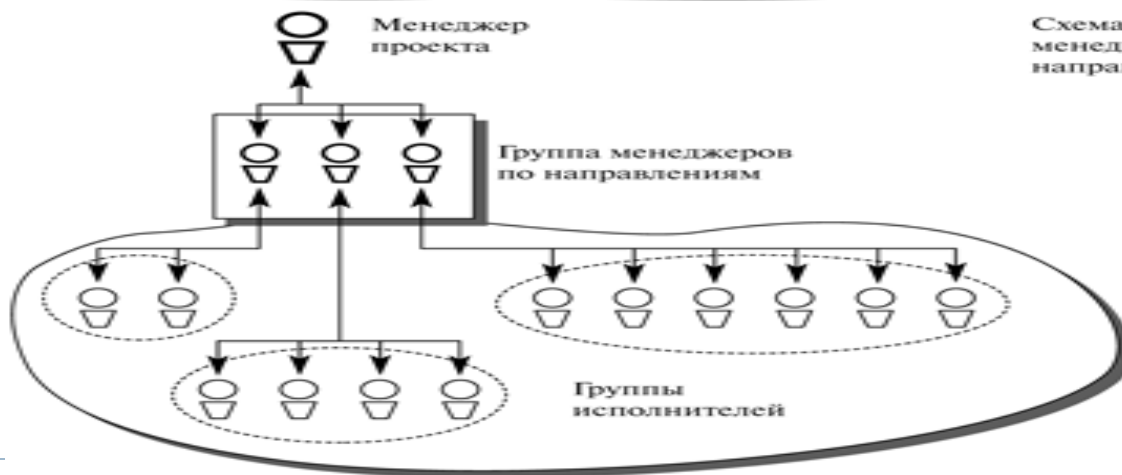 Менеджер
проекта
Схема
Группа менеджеров
по направлениям
Группы
исполнителей